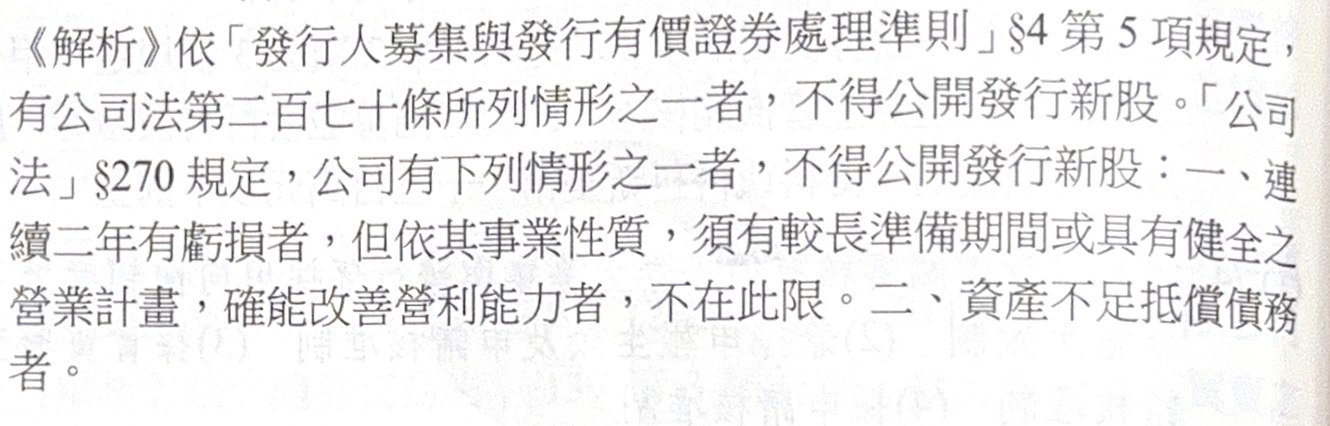 《解析》依「發行人募集與發行有價證券處理準則」§4 第 5 項規定，
有公司法第二百七十條所列情形之一者，不得公開發行新股。「公司
法」§270 規定，公司有下列情形之一者，不得公開發行新股：一、連
續二年有虧損者，但依其事業性質，須有較長準備期間或具有健全之
營業計畫，確能改善營利能力者，不在此限。二、資產不足抵償債務
者。